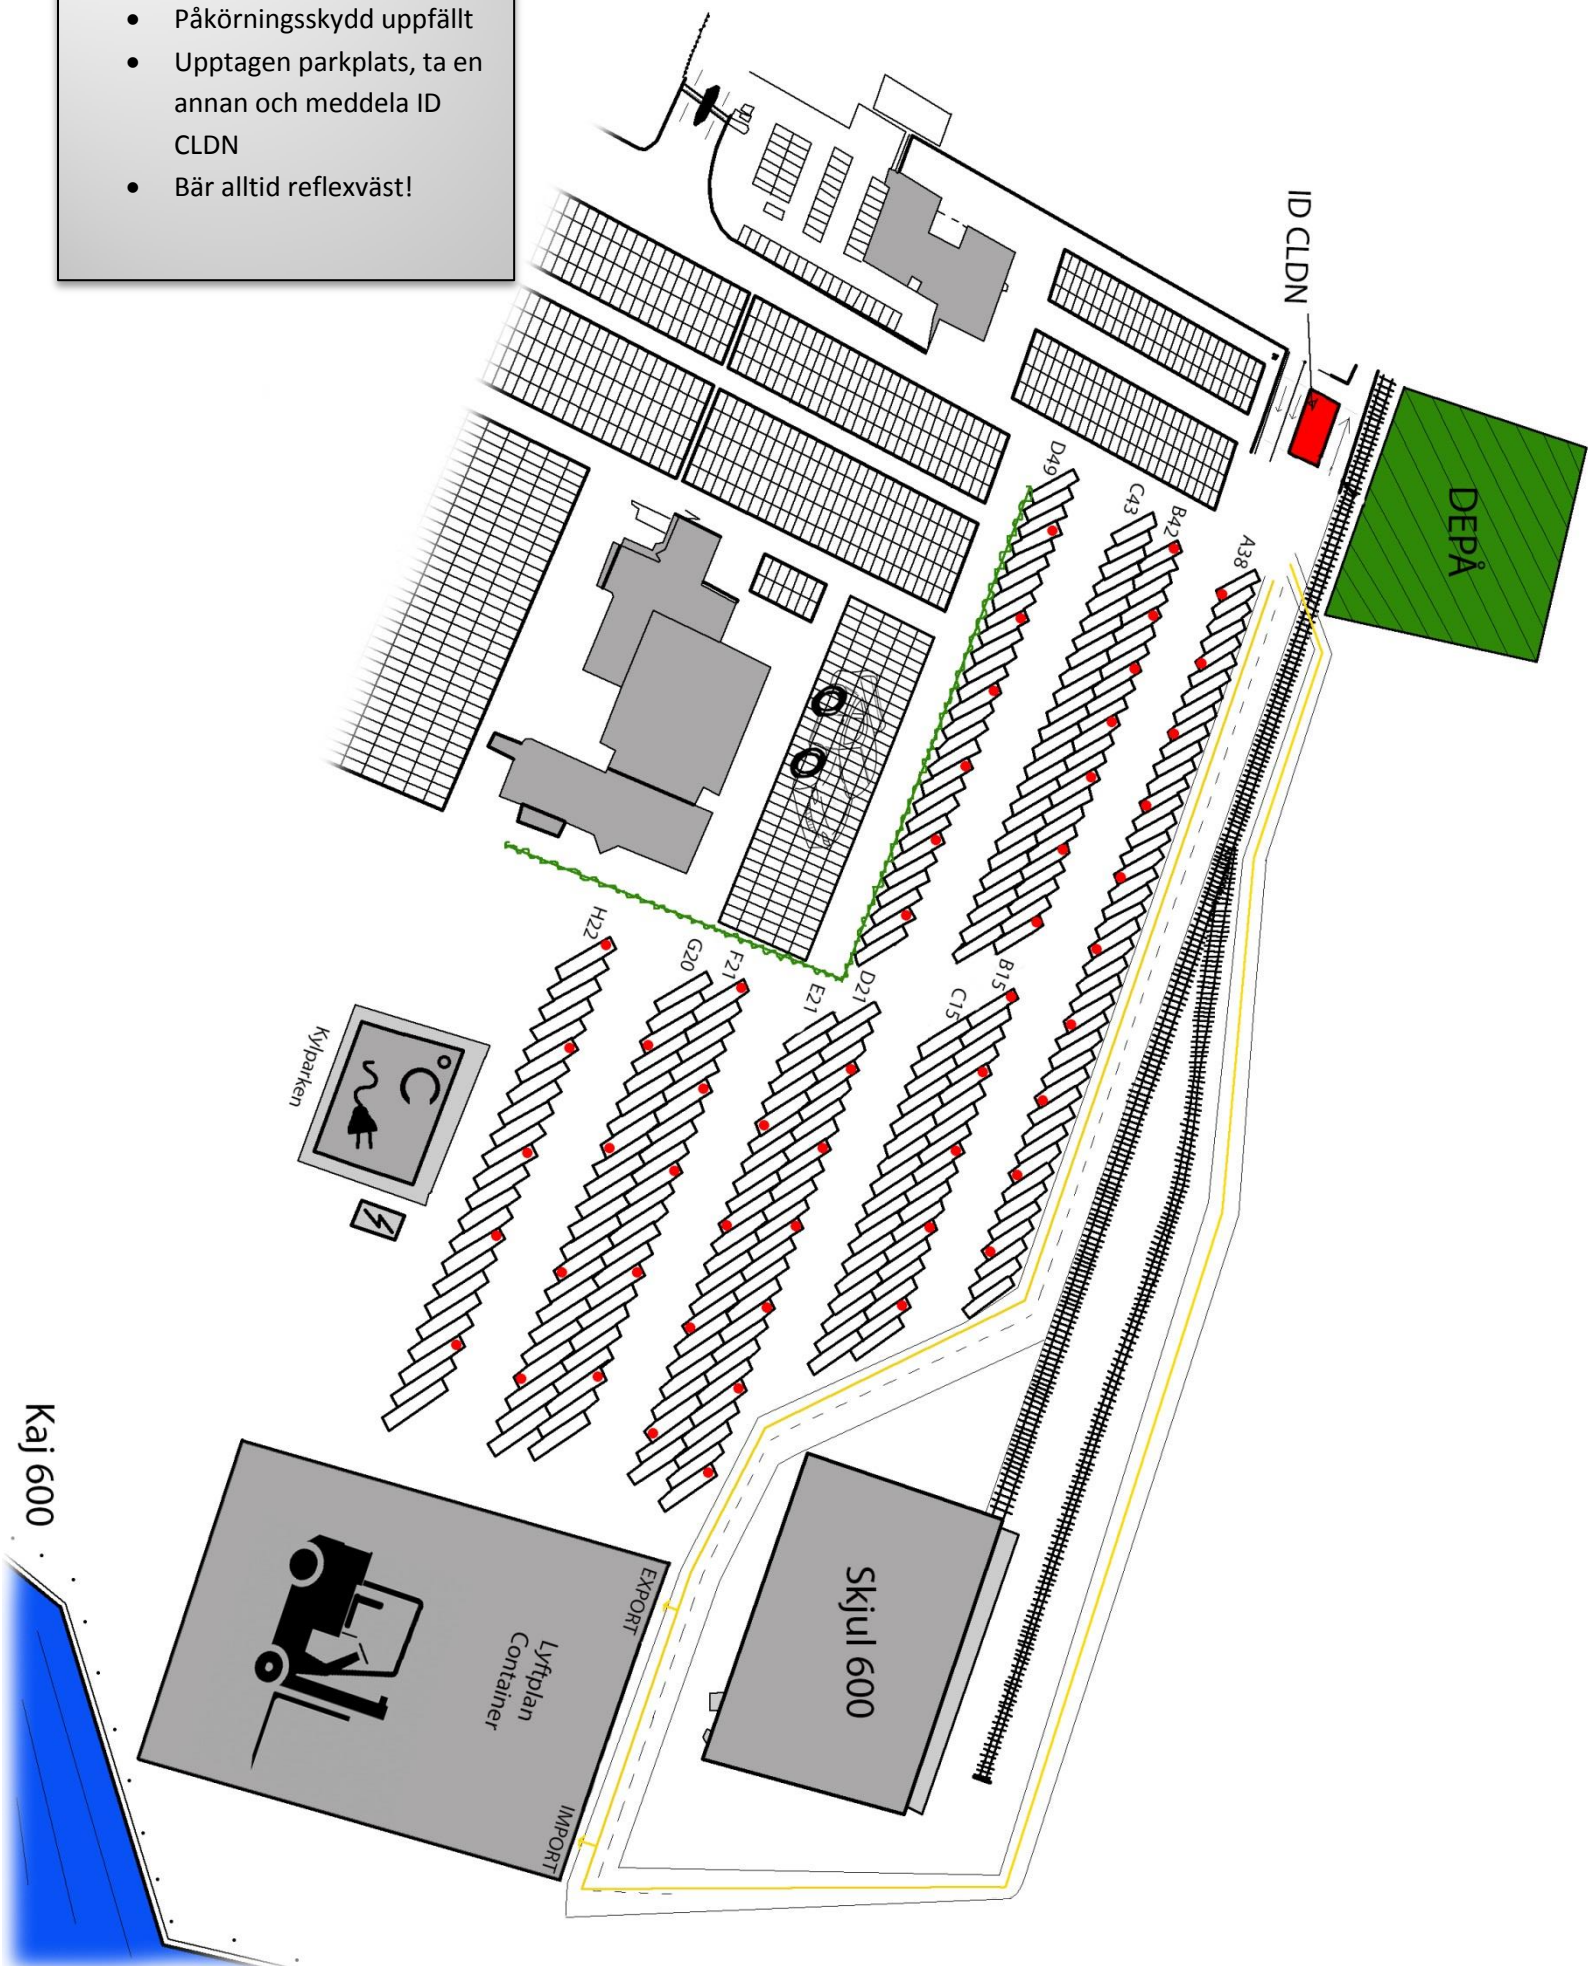 • Påkörningsskydd uppfällt
• Upptagen parkplats, ta en
annan och meddela ID
CLDN
• Bär alltid reflexväst!
ID CLDN
DEPÅ
D49
C43
B42
A38
H22
G20
F21
E21
D21
C15
B15
°C
Kylparken
Skjul 600
EXPORT
Lyftplan
Container
IMPORT
Kaj 600